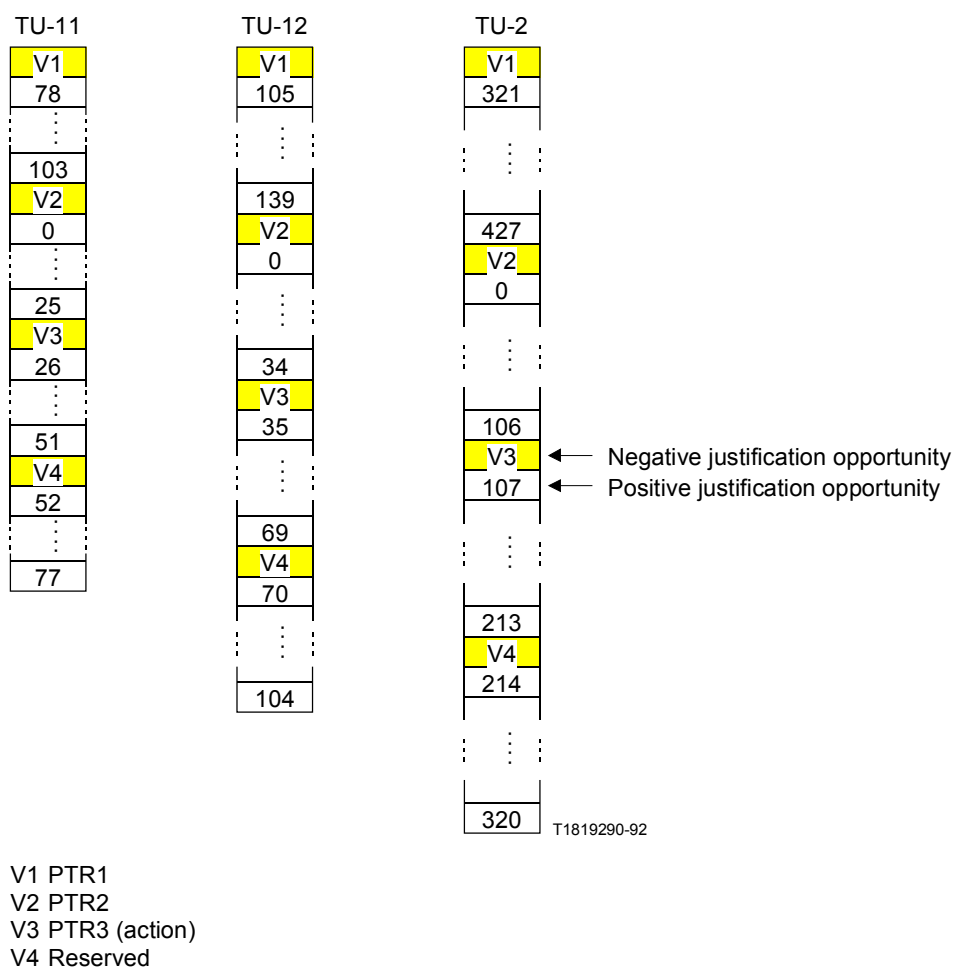 TU-11 TU-12 TU-2
V1 V1 V1
78 105 321
103
V2 139
0 V2 427
0 V2
0
25
V3 34
26 V3
35 106
51 V3 Negative justification opportunity
V4 107 Positive justification opportunity
52
69
77 V4
70
213
V4
104 214
320 T1819290-92
V1 PTR1
V2 PTR2
V3 PTR3 (action)
V4 Reserved